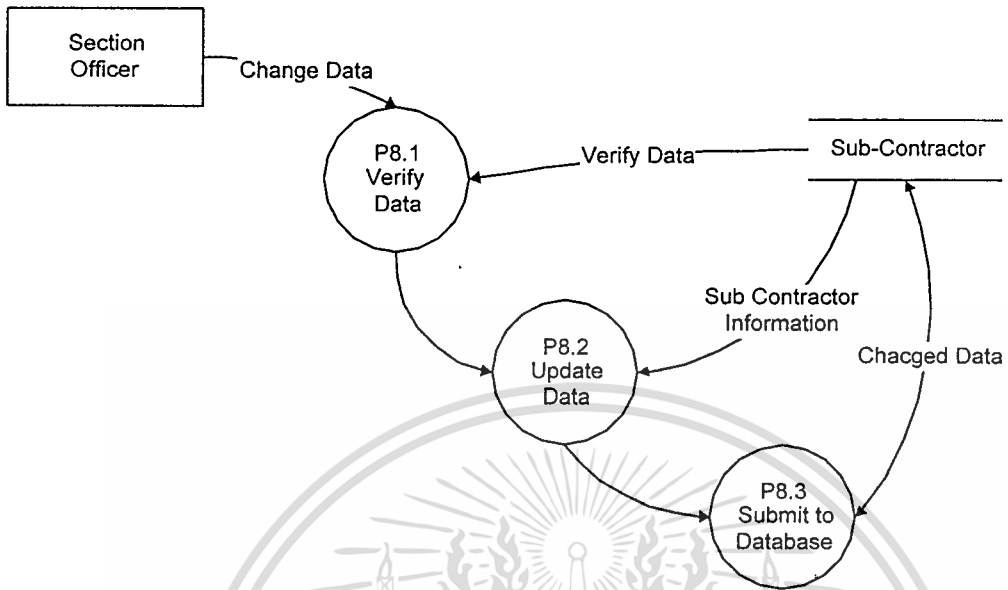 Section
Officer
Change Data
P8.1
Verify
Data
Verify Data
Sub-Contractor
Sub Contractor
Information
Chacged Data
P8.2
Update
Data
P8.3
Submit to
Database